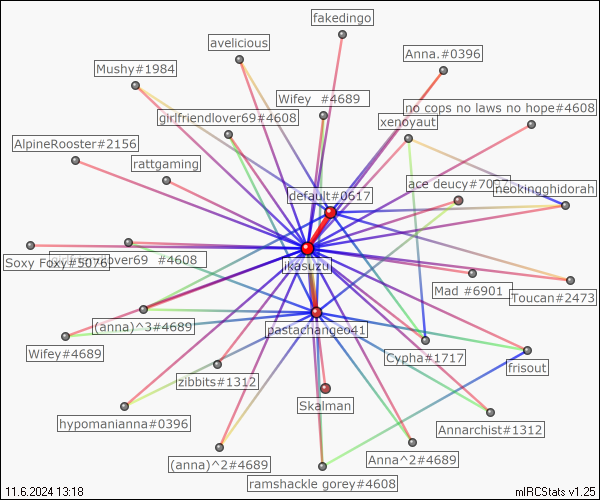 fakedingo
avelicious
Anna.#0396
Mushy#1984
Wifey #4689
no cops no laws no hope#4608
girlfriendlover69#4608
xenoyaut
AlpineRooster#2156
rattgaming
default#0617
ace deucy#7097
neokingghidorah
Soxy Foxy#5076
girlfriendlover69 #4608
ikasuzu
Mad #6901
Toucan#2473
(anna)^3#4689
pastachangeo41
Wifey#4689
Cypha#1717
frisout
zibbits#1312
Skalman
hypomanianna#0396
Annarchist#1312
(anna)^2#4689
Anna^2#4689
ramshackle gorey#4608
11.6.2024 13:18
mIRCStats v1.25